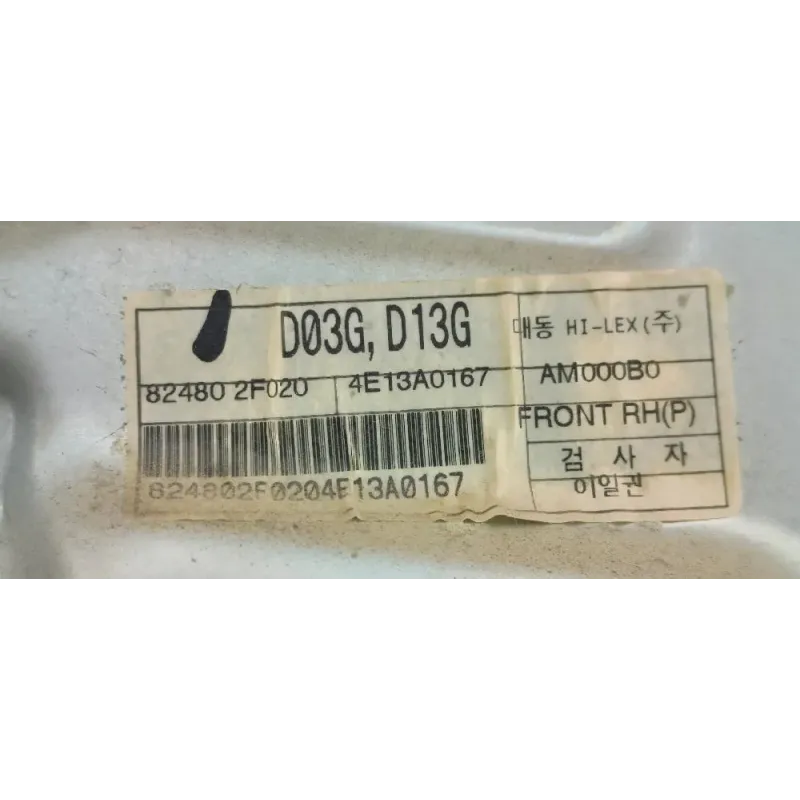 D03G, D13G
대동 HI-LEX(주)
82480 2F020
4E13A0167
AM000B0
FRONT RH(P)
824802F0204E13A0167
검 사 자
이일권